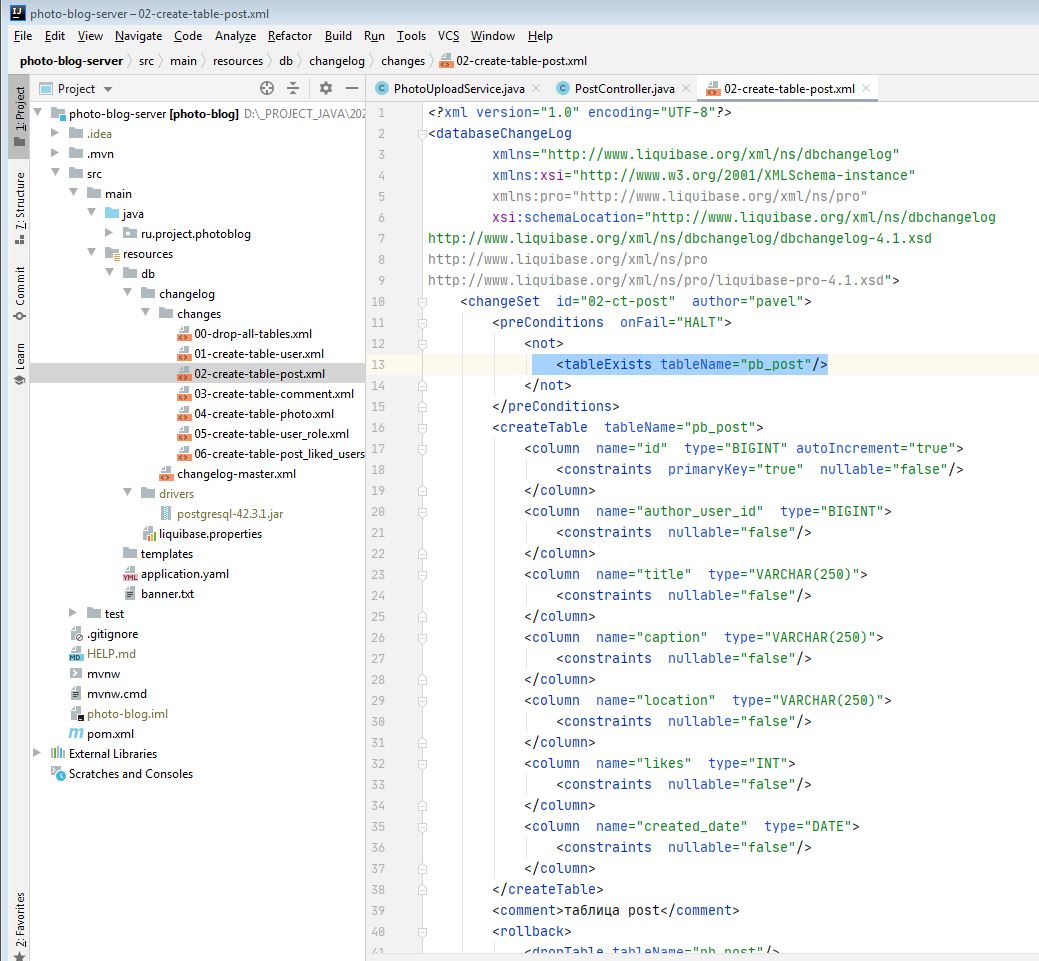 photo-blog-server – 02-create-table-post.xml
File Edit View Navigate Code Analyze Refactor Build Run Tools VCS Window Help
photo-blog-server src main resources db changelog changes 02-create-table-post.xml
Project
PhotoUploadService.java PostController.java 02-create-table-post.xml
1: Project
7: Structure
Commit
Learn
2: Favorites
photo-blog-server [photo-blog] D:\_PROJECT_JAVA\202
.idea
.mvn
src
main
java
ru.project.photoblog
resources
db
changelog
changes
00-drop-all-tables.xml
01-create-table-user.xml
02-create-table-post.xml
03-create-table-comment.xml
04-create-table-photo.xml
05-create-table-user_role.xml
06-create-table-post_liked_users
changelog-master.xml
drivers
postgresql-42.3.1.jar
liquibase.properties
templates
application.yaml
banner.txt
test
.gitignore
HELP.md
mvnw
mvnw.cmd
photo-blog.iml
pom.xml
External Libraries
Scratches and Consoles
1 <?xml version="1.0" encoding="UTF-8"?>
2 <databaseChangeLog
3 xmlns="http://www.liquibase.org/xml/ns/dbchangelog"
4 xmlns:xsi="http://www.w3.org/2001/XMLSchema-instance"
5 xmlns:pro="http://www.liquibase.org/xml/ns/pro"
6 xsi:schemaLocation="http://www.liquibase.org/xml/ns/dbchangelog
7 http://www.liquibase.org/xml/ns/dbchangelog/dbchangelog-4.1.xsd
8 http://www.liquibase.org/xml/ns/pro
9 http://www.liquibase.org/xml/ns/pro/liquibase-pro-4.1.xsd">
10 <changeSet id="02-ct-post" author="pavel">
11 <preConditions onFail="HALT">
12 <not>
13 <tableExists tableName="pb_post"/>
14 </not>
15 </preConditions>
16 <createTable tableName="pb_post">
17 <column name="id" type="BIGINT" autoIncrement="true">
18 <constraints primaryKey="true" nullable="false"/>
19 </column>
20 <column name="author_user_id" type="BIGINT">
21 <constraints nullable="false"/>
22 </column>
23 <column name="title" type="VARCHAR(250)">
24 <constraints nullable="false"/>
25 </column>
26 <column name="caption" type="VARCHAR(250)">
27 <constraints nullable="false"/>
28 </column>
29 <column name="location" type="VARCHAR(250)">
30 <constraints nullable="false"/>
31 </column>
32 <column name="likes" type="INT">
33 <constraints nullable="false"/>
34 </column>
35 <column name="created_date" type="DATE">
36 <constraints nullable="false"/>
37 </column>
38 </createTable>
39 <comment>таблица post</comment>
40 <rollback>
41 <dropTable tableName="pb_post"/>